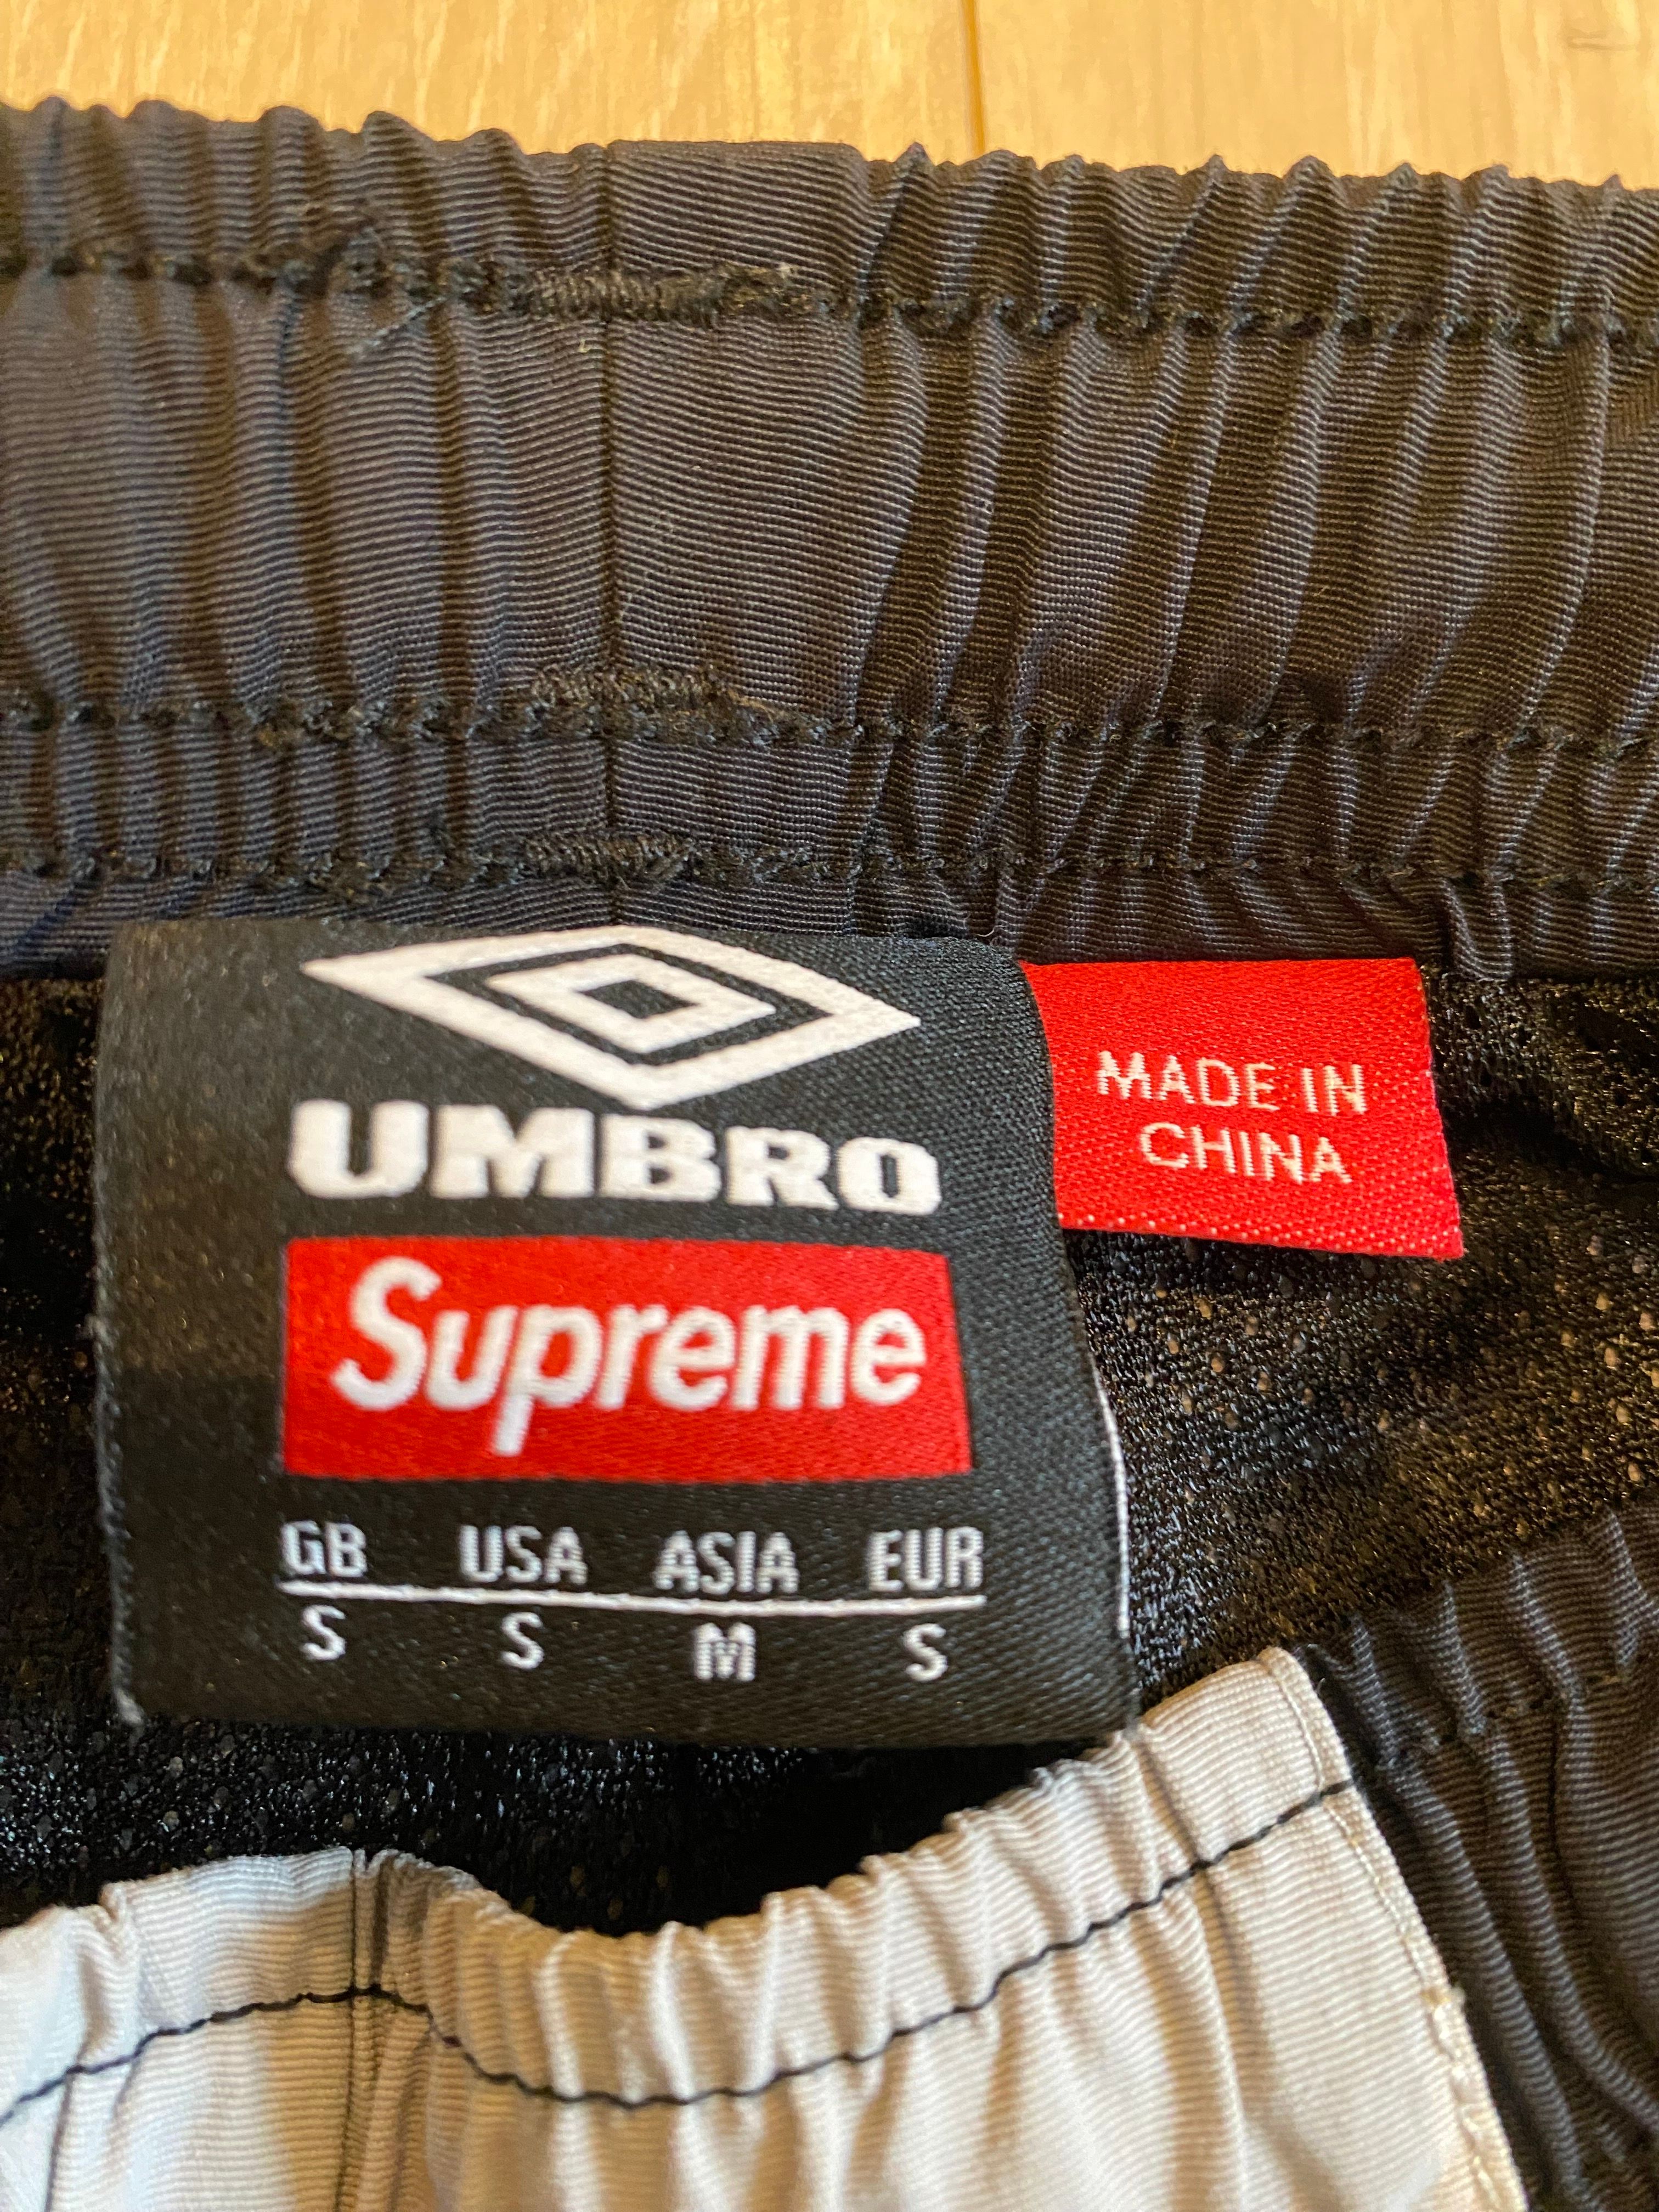 UMBRO
Supreme
GB USA ASIA EUR
S S M S
MADE IN
CHINA